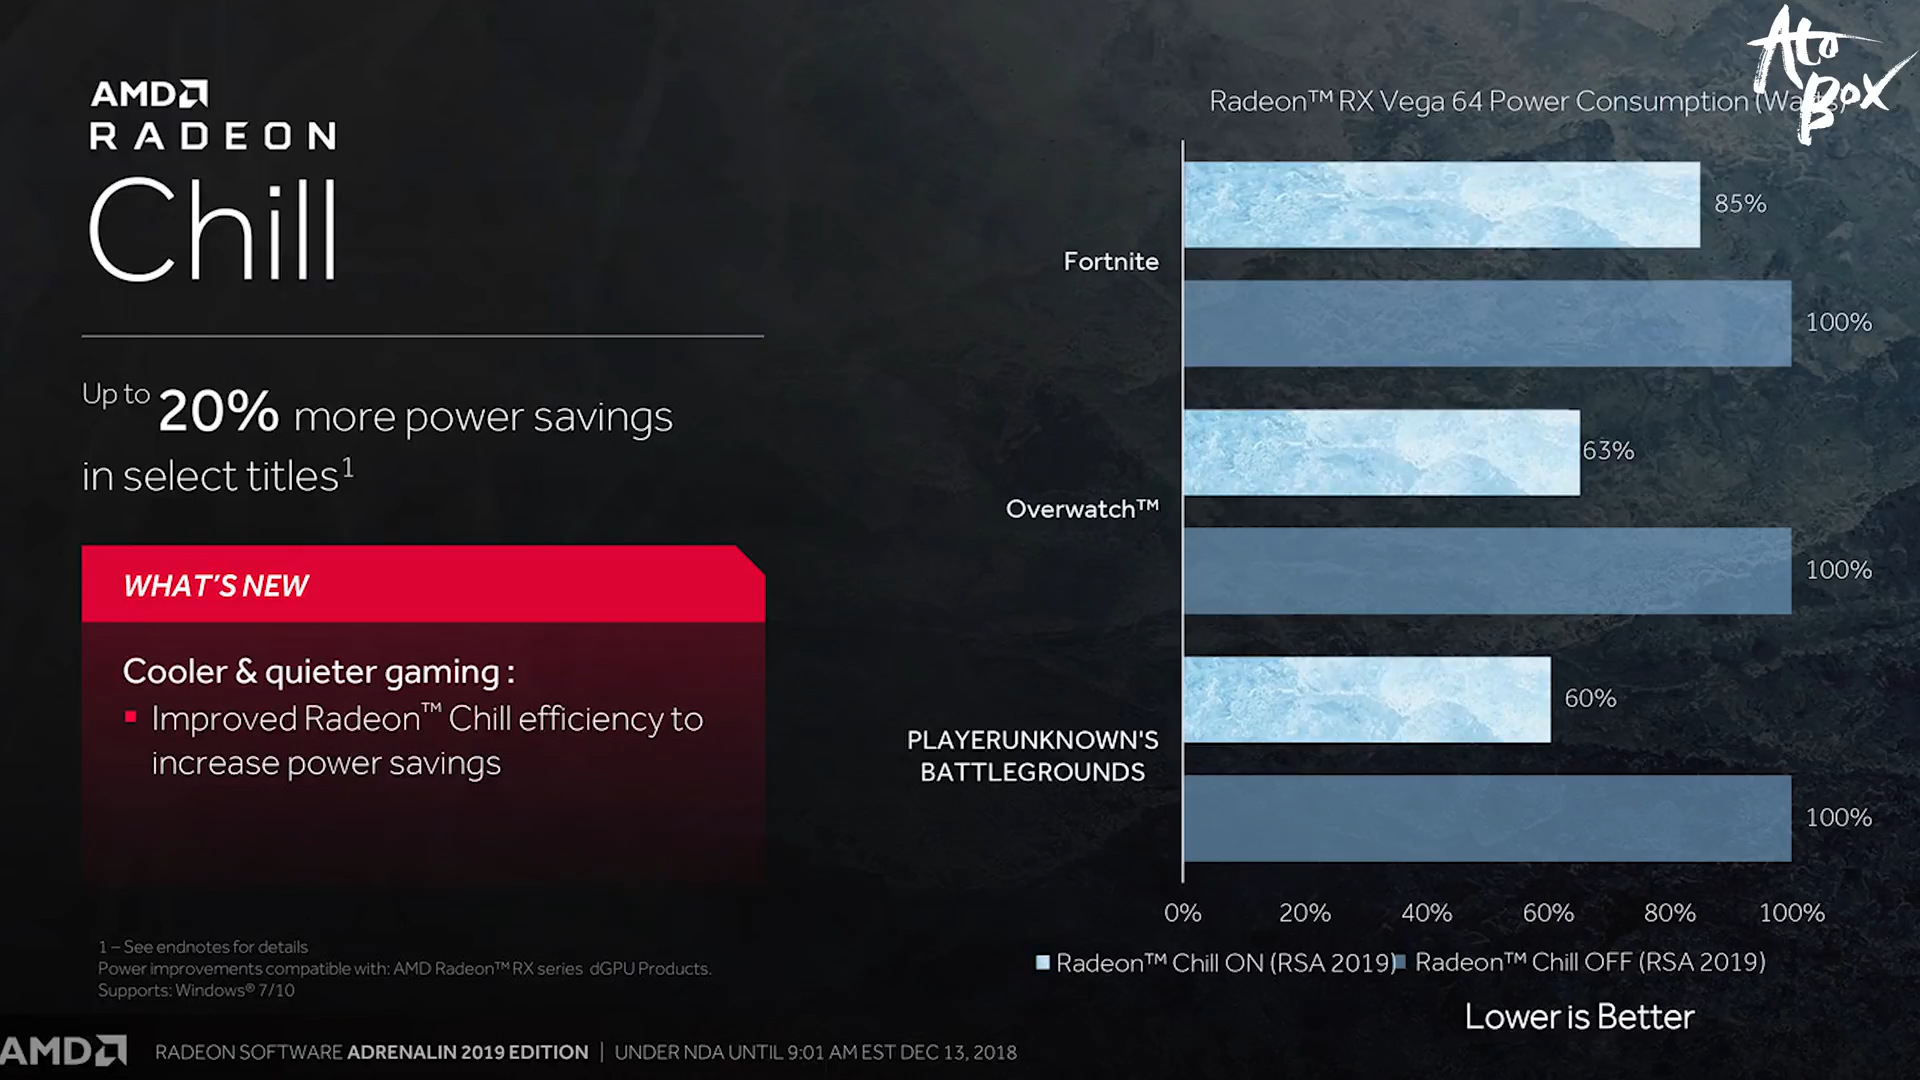 AMD
RADEON
Chill
Up to 20% more power savings
in select titles1
WHAT'S NEW
Cooler & quieter gaming :
▪ Improved Radeon™ Chill efficiency to
increase power savings
1 – See endnotes for details
Power improvements compatible with: AMD Radeon™ RX series dGPU Products.
Supports: Windows® 7/10
Ato
Box
Radeon™ RX Vega 64 Power Consumption
85%
Fortnite
100%
63%
Overwatch™
100%
60%
PLAYERUNKNOWN'S
BATTLEGROUNDS
100%
0% 20% 40% 60% 80% 100%
Radeon™ Chill ON (RSA 2019) Radeon™ Chill OFF (RSA 2019)
Lower is Better
AMD RADEON SOFTWARE ADRENALIN 2019 EDITION | UNDER NDA UNTIL 9:01 AM EST DEC 13, 2018